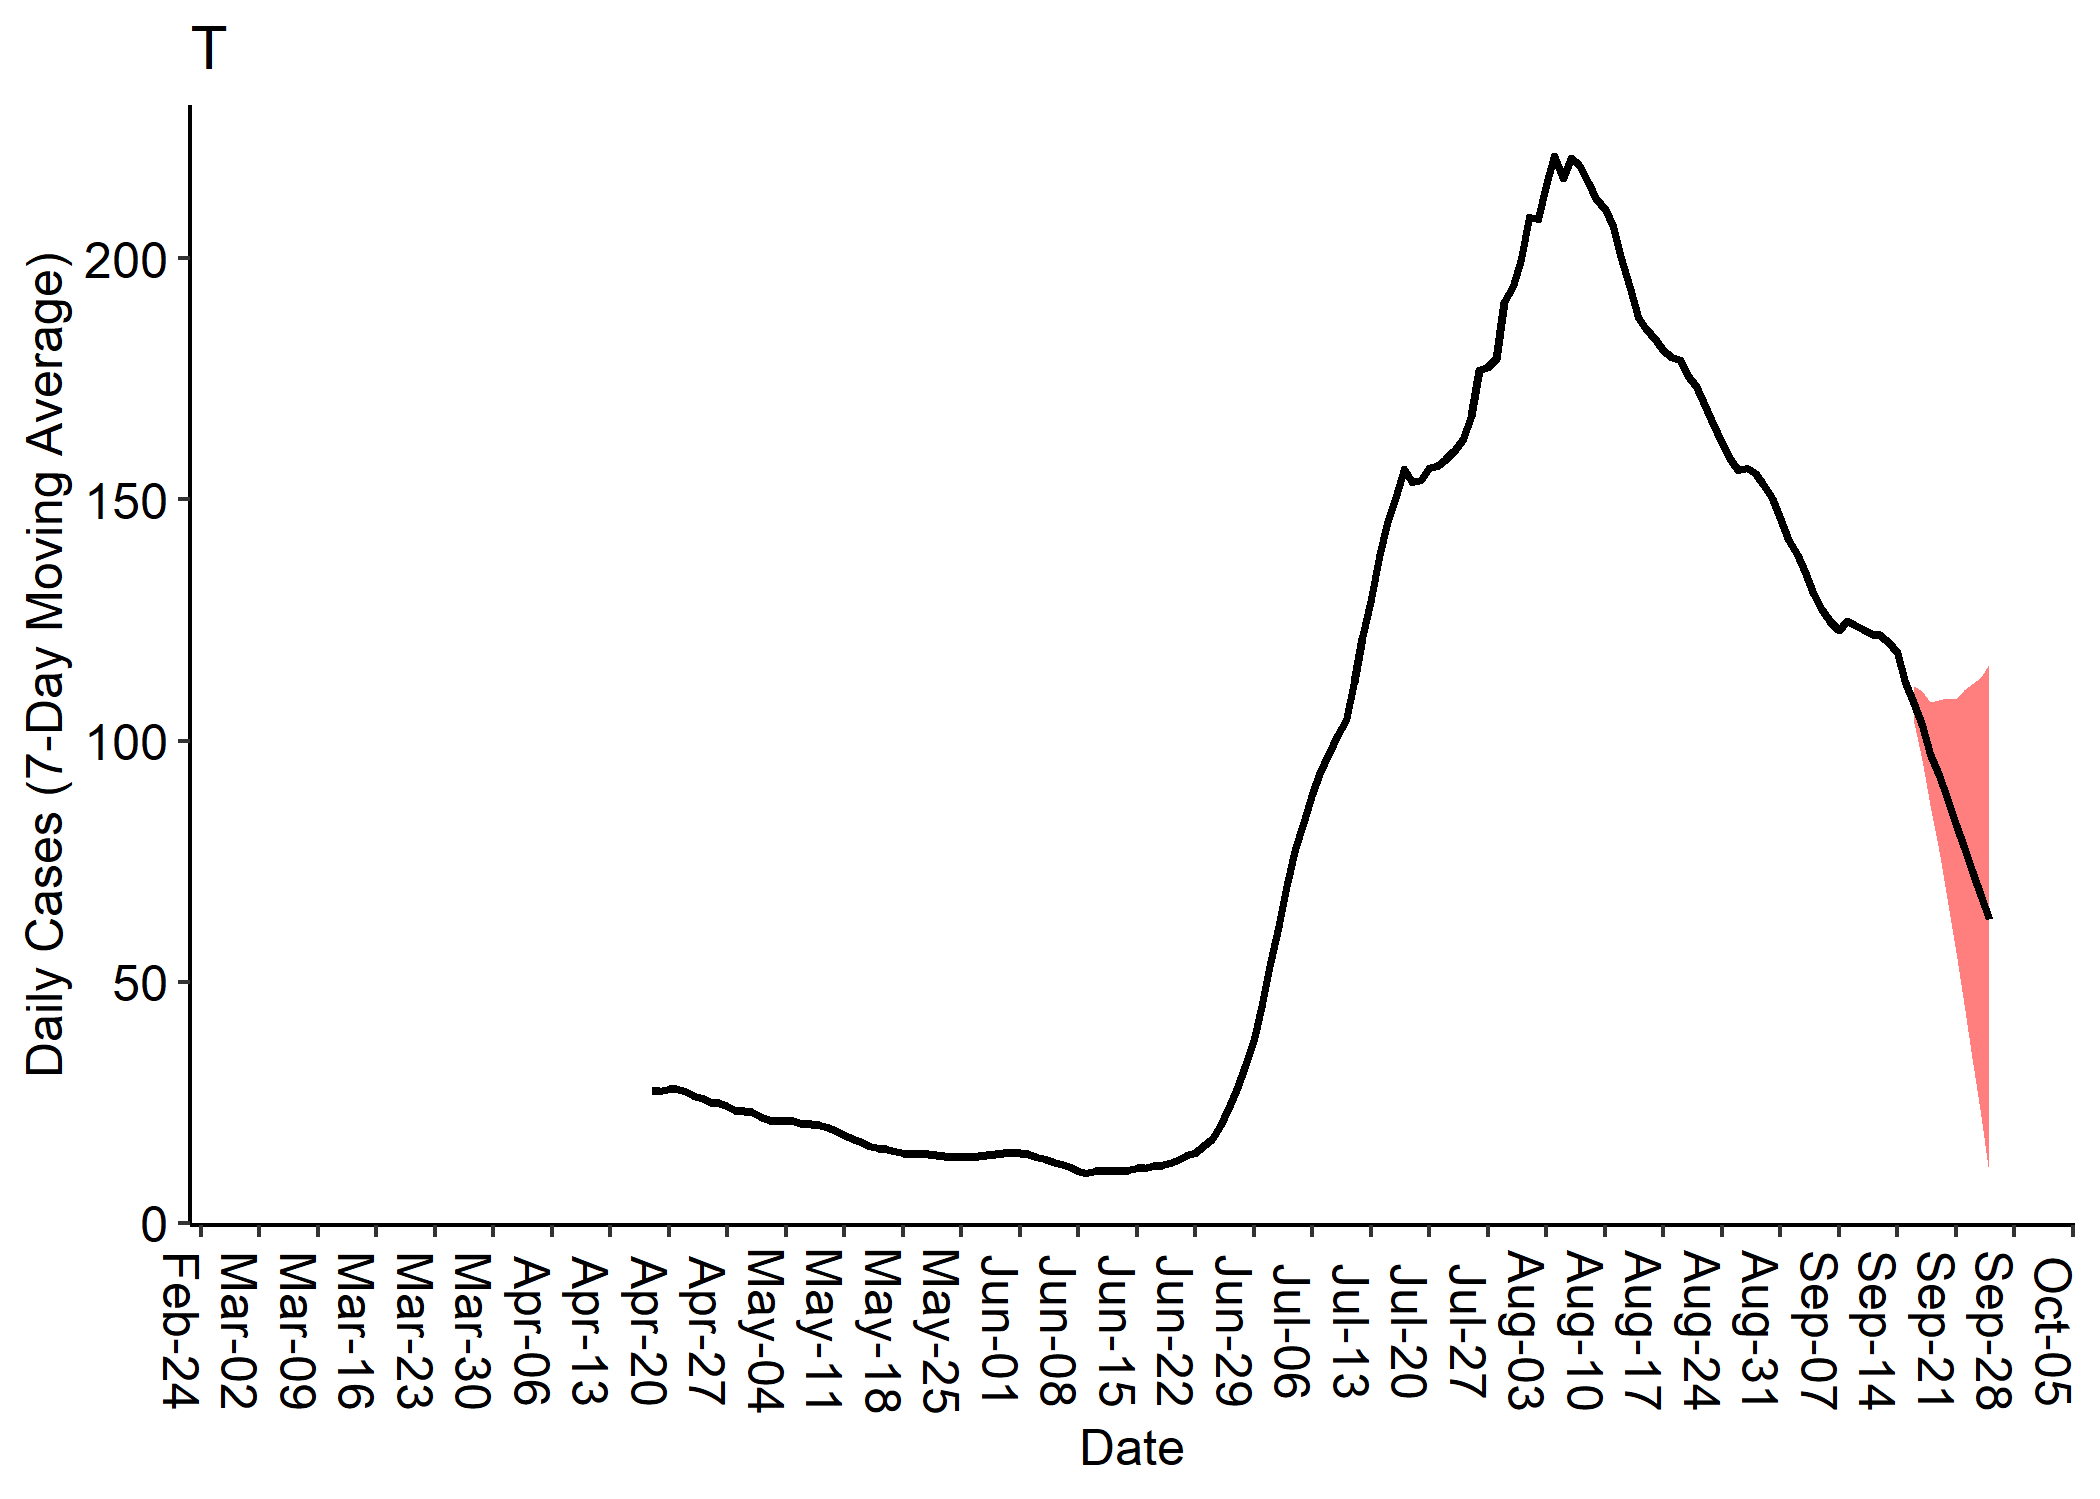 T
Daily Cases (7-Day Moving Average)
200
150
100
50
0
Feb-24
Mar-02
Mar-09
Mar-16
Mar-23
Mar-30
Apr-06
Apr-13
Apr-20
Apr-27
May-04
May-11
May-18
May-25
Jun-01
Jun-08
Jun-15
Jun-22
Jun-29
Jul-06
Jul-13
Jul-20
Jul-27
Aug-03
Aug-10
Aug-17
Aug-24
Aug-31
Sep-07
Sep-14
Sep-21
Sep-28
Oct-05
Date